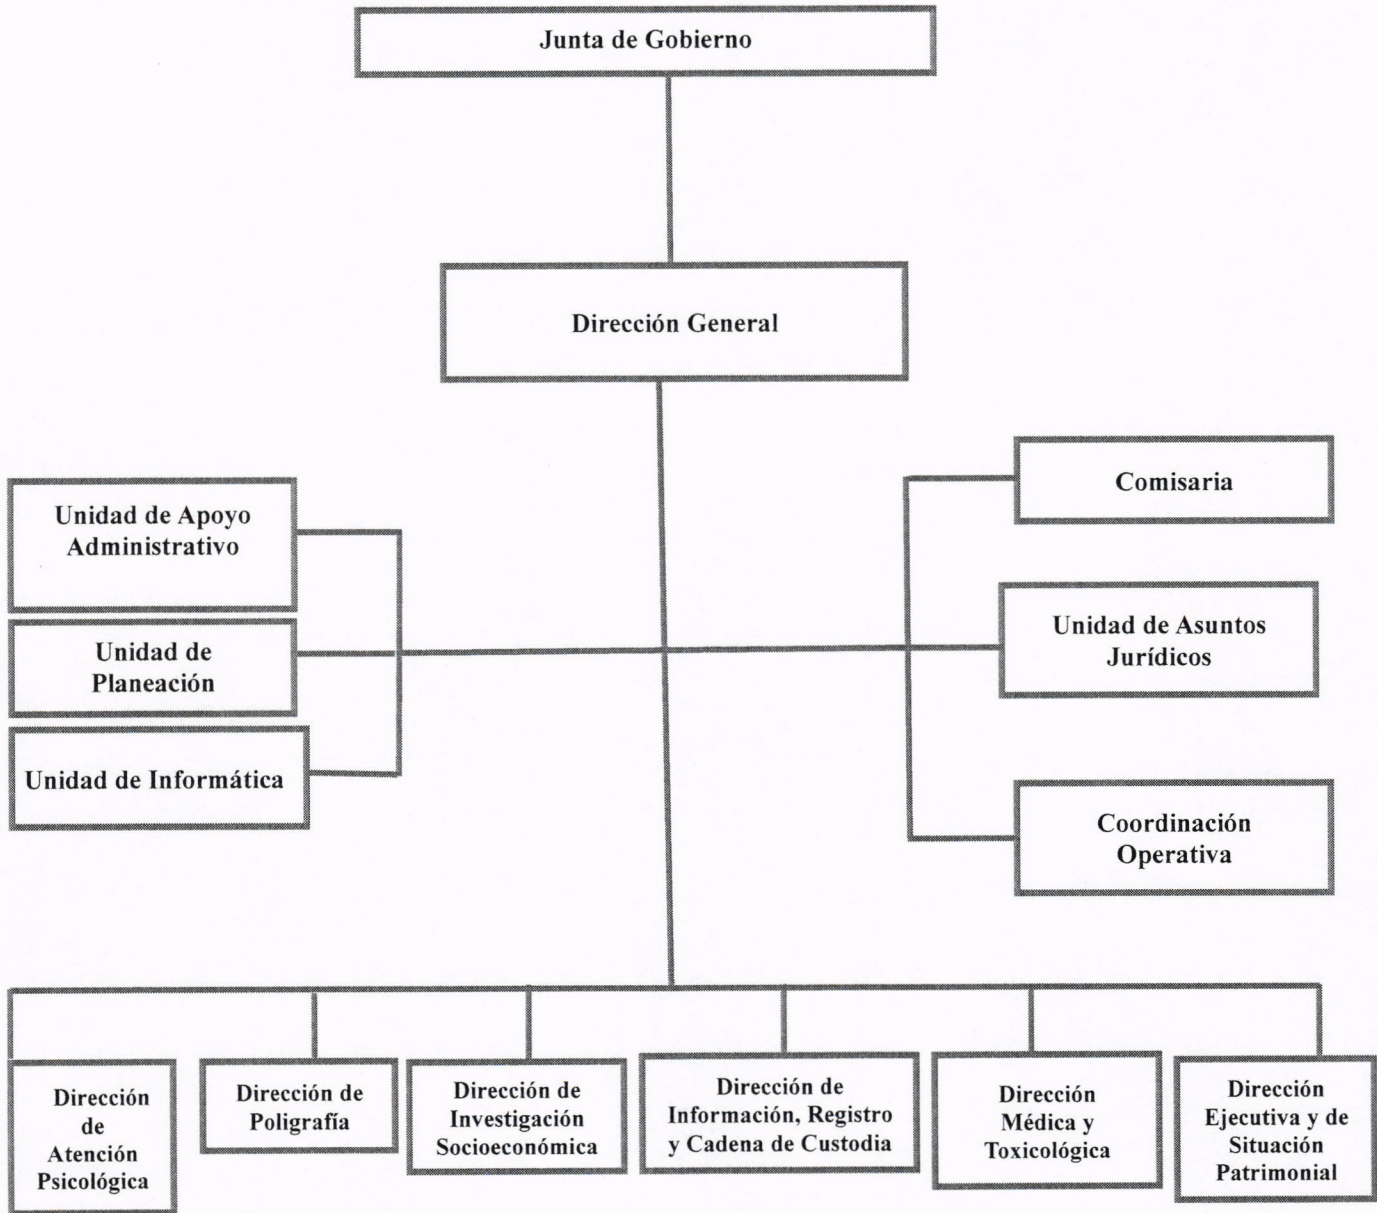 Junta de Gobierno
Dirección General
Unidad de Apoyo
Administrativo
Unidad de
Planeación
Unidad de Informática
Comisaria
Unidad de Asuntos
Jurídicos
Coordinación
Operativa
Dirección
de
Atención
Psicológica
Dirección de
Poligrafía
Dirección de
Investigación
Socioeconómica
Dirección de
Información, Registro
y Cadena de Custodia
Dirección
Médica y
Toxicológica
Dirección
Ejecutiva y de
Situación
Patrimonial